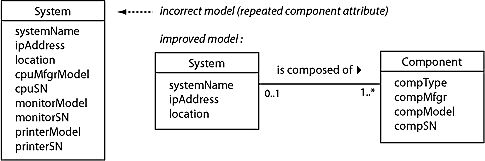 System
systemName
ipAddress
location
cpuMfgrModel
cpuSN
monitorModel
monitorSN
printerModel
printerSN
incorrect model (repeated component attribute)
improved model :
System
systemName
ipAddress
location
is composed of
0..1
1..*
Component
compType
compMfgr
compModel
compSN